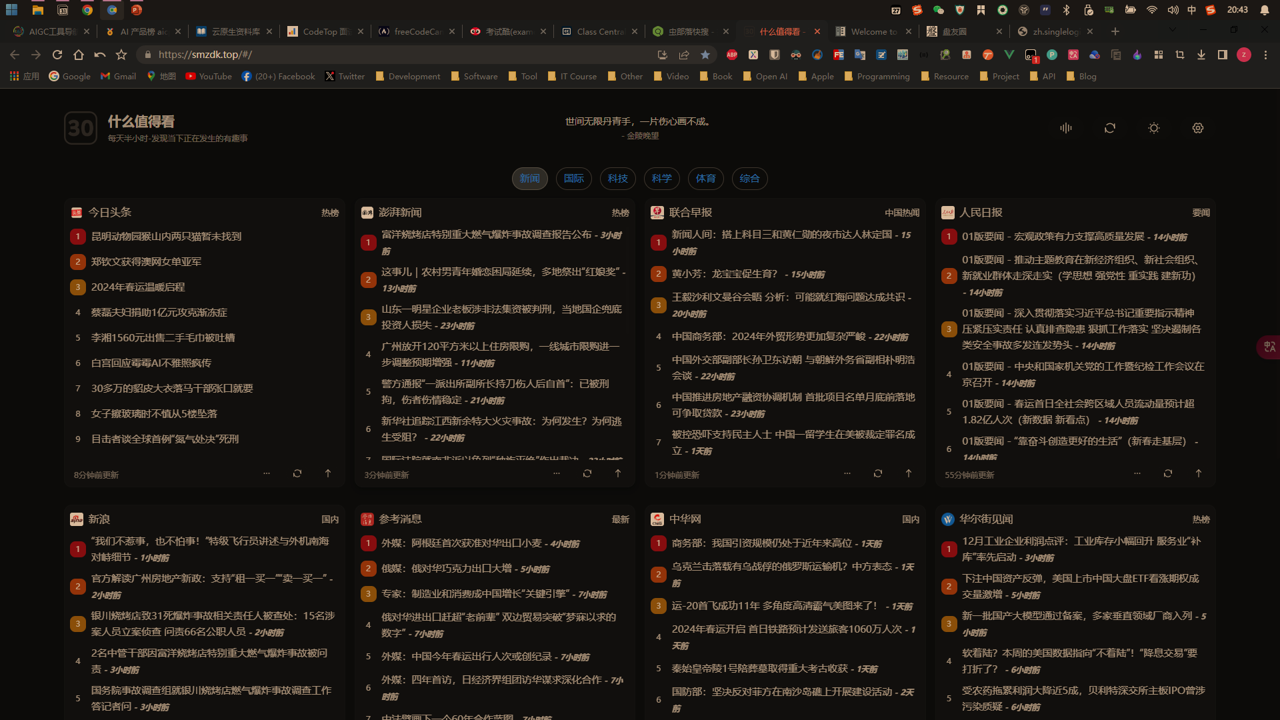 27
20:43
AIGC工具导
AI 产品榜 aic
云原生资料库
CodeTop 面
freeCodeCar
考试酷(exam
Class Central
虫部落快搜 -
什么值得看 -
Welcome to
盘友圈
zh.singlelog
https://smzdk.top/#/
应用
Google
Gmail
地图
YouTube
(20+) Facebook
Twitter
Development
Software
Tool
IT Course
Other
Video
Book
Open AI
Apple
Programming
Resource
Project
API
Blog
30
什么值得看
每天半小时-发现当下正在发生的有趣事
世间无限丹青手，一片伤心画不成。
- 金陵晚望
新闻
国际
科技
科学
体育
综合
今日头条
热榜
1 昆明动物园猴山内两只猫暂未找到
2 郑钦文获得澳网女单亚军
3 2024年春运温暖启程
4 蔡磊夫妇捐助1亿元攻克渐冻症
5 李湘1560元出售二手毛巾被吐槽
6 白宫回应霉霉AI不雅照疯传
7 30多万的貂皮大衣落马干部张口就要
8 女子擦玻璃时不慎从5楼坠落
9 目击者谈全球首例“氮气处决”死刑
8分钟前更新
澎湃新闻
热榜
1 富洋烧烤店特别重大燃气爆炸事故调查报告公布 - 3小时
前
2 这事儿 | 农村男青年婚恋困局延续，多地祭出“红娘奖” -
13小时前
3 山东一明星企业老板涉非法集资被判刑，当地国企兜底
投资人损失 - 23小时前
4 广州放开120平方米以上住房限购，一线城市限购进一
步调整预期增强 - 11小时前
5 警方通报“一派出所副所长持刀伤人后自首”：已被刑
拘，伤者伤情稳定 - 21小时前
6 新华社追踪江西新余特大火灾事故：为何发生？为何逃
生受阻？ - 22小时前
3分钟前更新
联合早报
中国热闻
1 新闻人间：搭上科目三和黄仁勋的夜市达人林定国 - 15
小时前
2 黄小芳：龙宝宝促生育？ - 15小时前
3 王毅沙利文曼谷会晤 分析：可能就红海问题达成共识 -
20小时前
4 中国商务部：2024年外贸形势更加复杂严峻 - 22小时前
5 中国外交部副部长孙卫东访朝 与朝鲜外务省副相朴明浩
会谈 - 22小时前
6 中国推进房地产融资协调机制 首批项目名单月底前落地
可争取贷款 - 23小时前
7 被控恐吓支持民主人士 中国一留学生在美被裁定罪名成
立 - 1天前
1分钟前更新
人民日报
要闻
1 01版要闻 - 宏观政策有力支撑高质量发展 - 14小时前
2 01版要闻 - 推动主题教育在新经济组织、新社会组织、
新就业群体走深走实（学思想 强党性 重实践 建新功）
- 14小时前
3 01版要闻 - 深入贯彻落实习近平总书记重要指示精神
压紧压实责任 认真排查隐患 狠抓工作落实 坚决遏制各
类安全事故多发连发势头 - 14小时前
4 01版要闻 - 中央和国家机关党的工作暨纪检工作会议在
京召开 - 14小时前
5 01版要闻 - 春运首日全社会跨区域人员流动量预计超
1.82亿人次（新数据 新看点） - 14小时前
6 01版要闻 - “靠奋斗创造更好的生活”（新春走基层） -
14小时前
55分钟前更新
新浪
国内
1 “我们不惹事，也不怕事！”特级飞行员讲述与外机南海
对峙细节 - 1小时前
2 官方解读广州房地产新政：支持“租一买一”“卖一买一” -
2小时前
3 银川烧烤店致31死爆炸事故相关责任人被查处：15名涉
案人员立案侦查 问责66名公职人员 - 2小时前
4 2名中管干部因富洋烧烤店特别重大燃气爆炸事故被问
责 - 3小时前
5 国务院事故调查组就银川烧烤店燃气爆炸事故调查工作
答记者问 - 3小时前
参考消息
最新
1 外媒：阿根廷首次获准对华出口小麦 - 4小时前
2 俄媒：俄对华巧克力出口大增 - 5小时前
3 专家：制造业和消费成中国增长“关键引擎” - 7小时前
4 俄对华进出口赶超“老前辈” 双边贸易突破“梦寐以求的
数字” - 7小时前
5 外媒：中国今年春运出行人次或创纪录 - 7小时前
6 外媒：四年首访，日经济界组团访华谋求深化合作 - 7小
时前
7
中华网
国内
1 商务部：我国引资规模仍处于近年来高位 - 1天前
2 乌克兰击落载有乌战俘的俄罗斯运输机？中方表态 - 1天
前
3 运-20首飞成功11年 多角度高清霸气美图来了！ - 1天前
4 2024年春运开启 首日铁路预计发送旅客1060万人次 - 1
天前
5 秦始皇帝陵1号陪葬墓取得重大考古收获 - 1天前
6 国防部：坚决反对菲方在南沙岛礁上开展建设活动 - 2天
前
华尔街见闻
热榜
1 12月工业企业利润点评：工业库存小幅回升 服务业“补
库”率先启动 - 3小时前
2 下注中国资产反弹，美国上市中国大盘ETF看涨期权成
交量激增 - 5小时前
3 新一批国产大模型通过备案，多家垂直领域厂商入列 - 5
小时前
4 软着陆？本周的美国数据指向“不着陆”！“降息交易”要
打折了？ - 6小时前
5 受农药拖累利润大降近5成，贝利特深交所主板IPO曾涉
污染质疑 - 6小时前